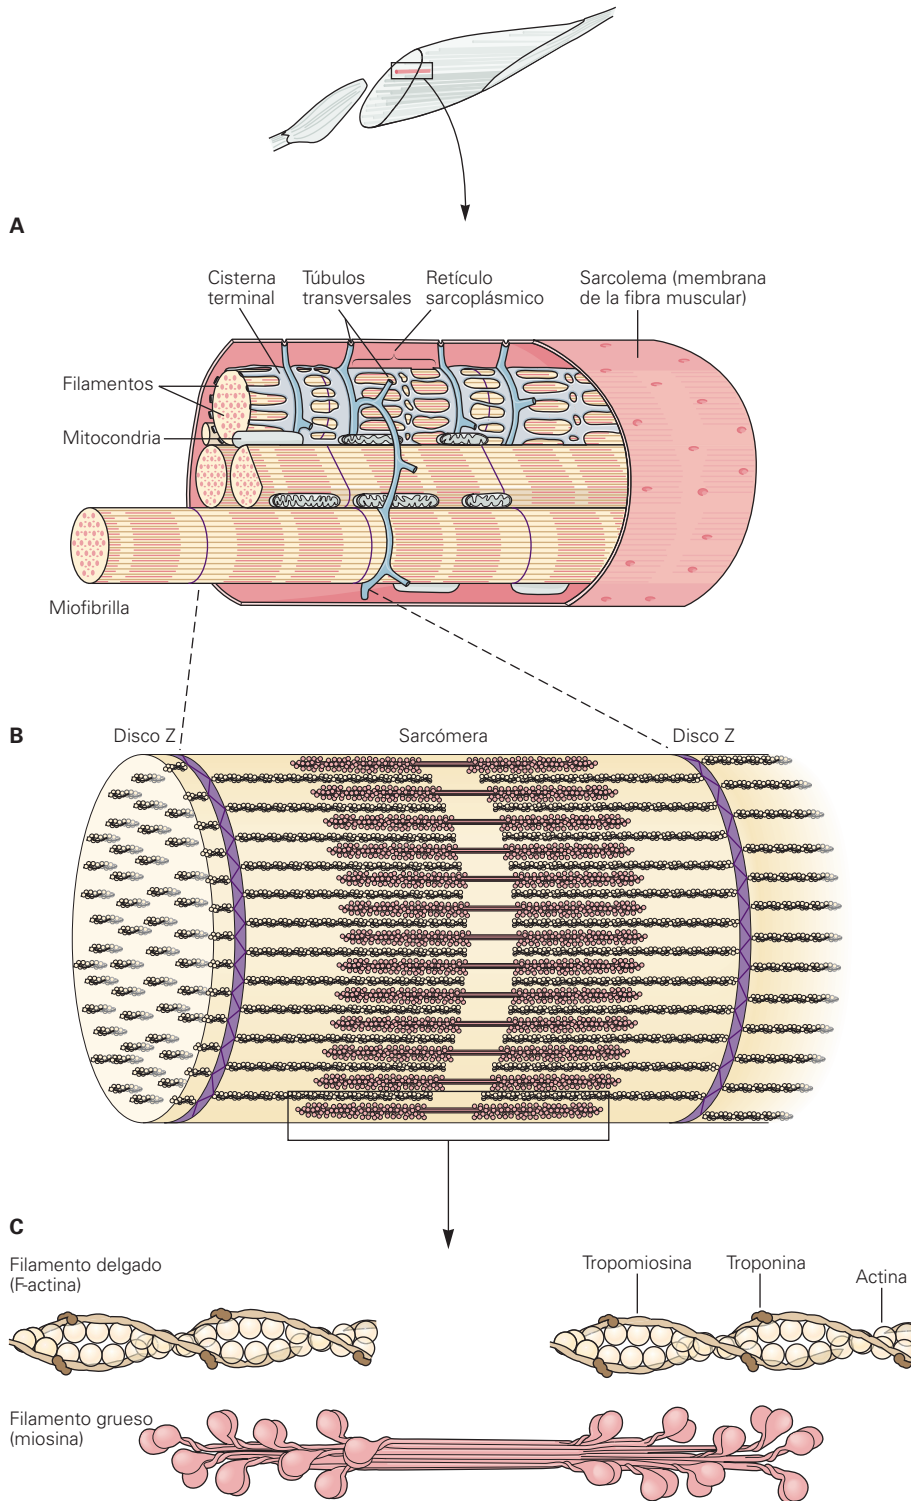 A
Cisterna
terminal
Túbulos
transversales
Retículo
sarcoplásmico
Sarcolema (membrana
de la fibra muscular)
Filamentos
Mitocondria
Miofibrilla
B
Disco Z
Sarcómera
Disco Z
C
Filamento delgado
(F-actina)
Tropomiosina
Troponina
Actina
Filamento grueso
(miosina)